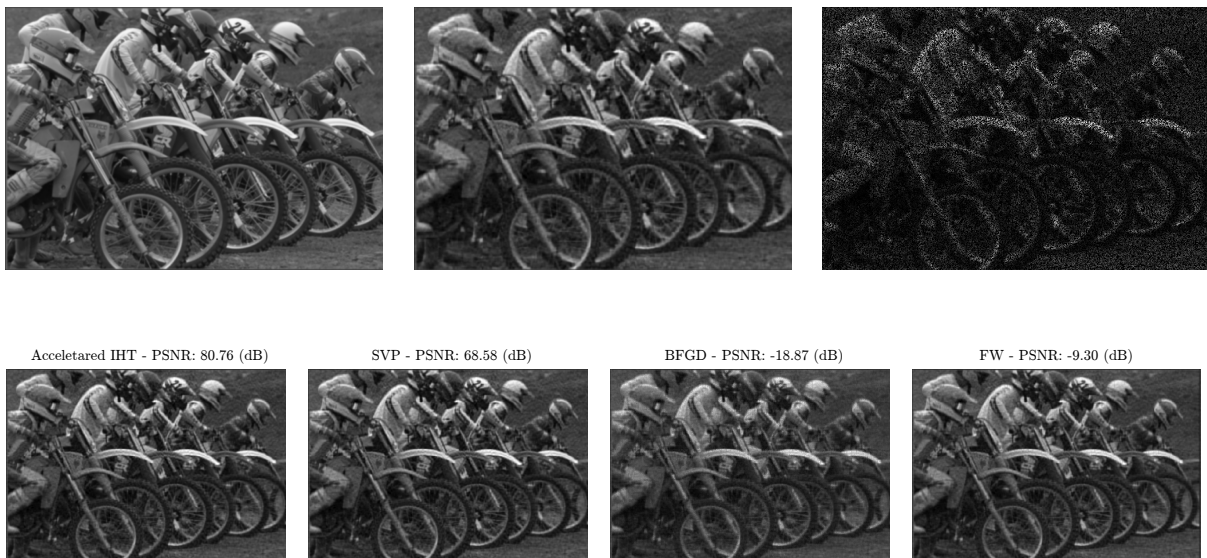 Acceletared IHT - PSNR: 80.76 (dB)
SVP - PSNR: 68.58 (dB)
BFGD - PSNR: -18.87 (dB)
FW - PSNR: -9.30 (dB)